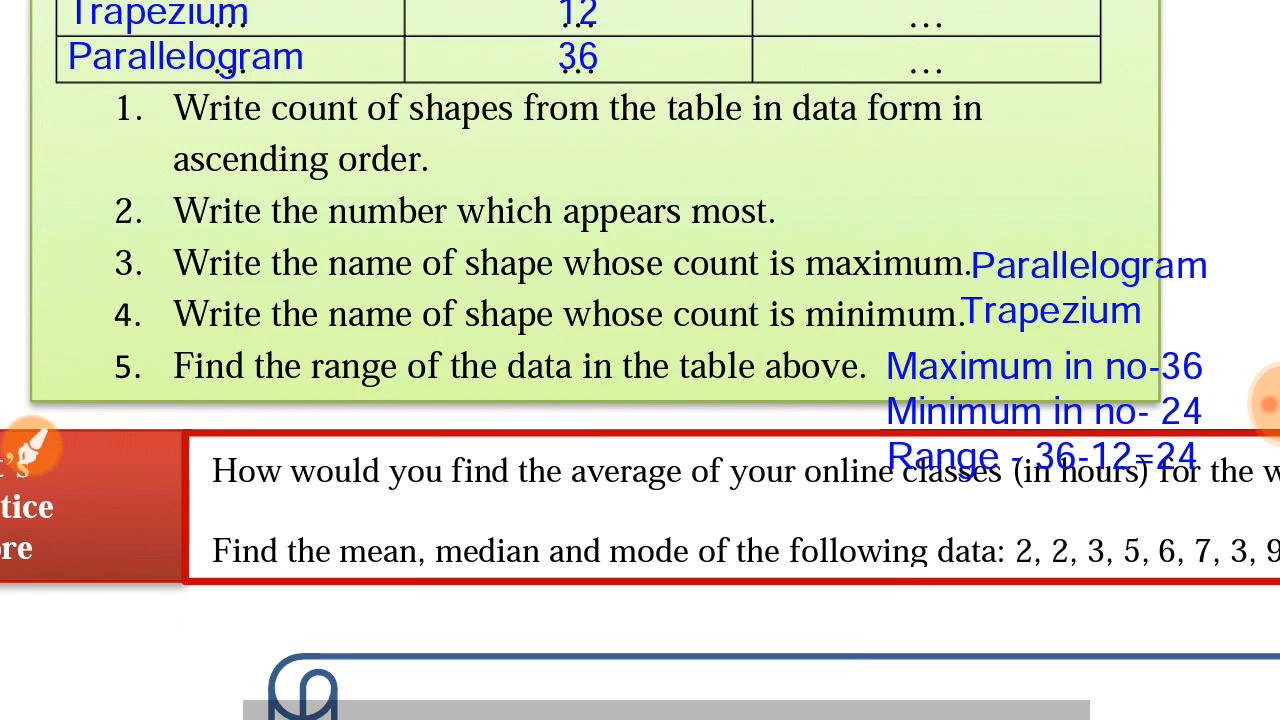 Trapezium 12 ...
Parallelogram 36 ...
1. Write count of shapes from the table in data form in
ascending order.
2. Write the number which appears most.
3. Write the name of shape whose count is maximum.Parallelogram
4. Write the name of shape whose count is minimum.Trapezium
5. Find the range of the data in the table above. Maximum in no-36
Minimum in no- 24
Range - 36-12=24
How would you find the average of your online classes (in hours) for the
Find the mean, median and mode of the following data: 2, 2, 3, 5, 6, 7, 3, 9